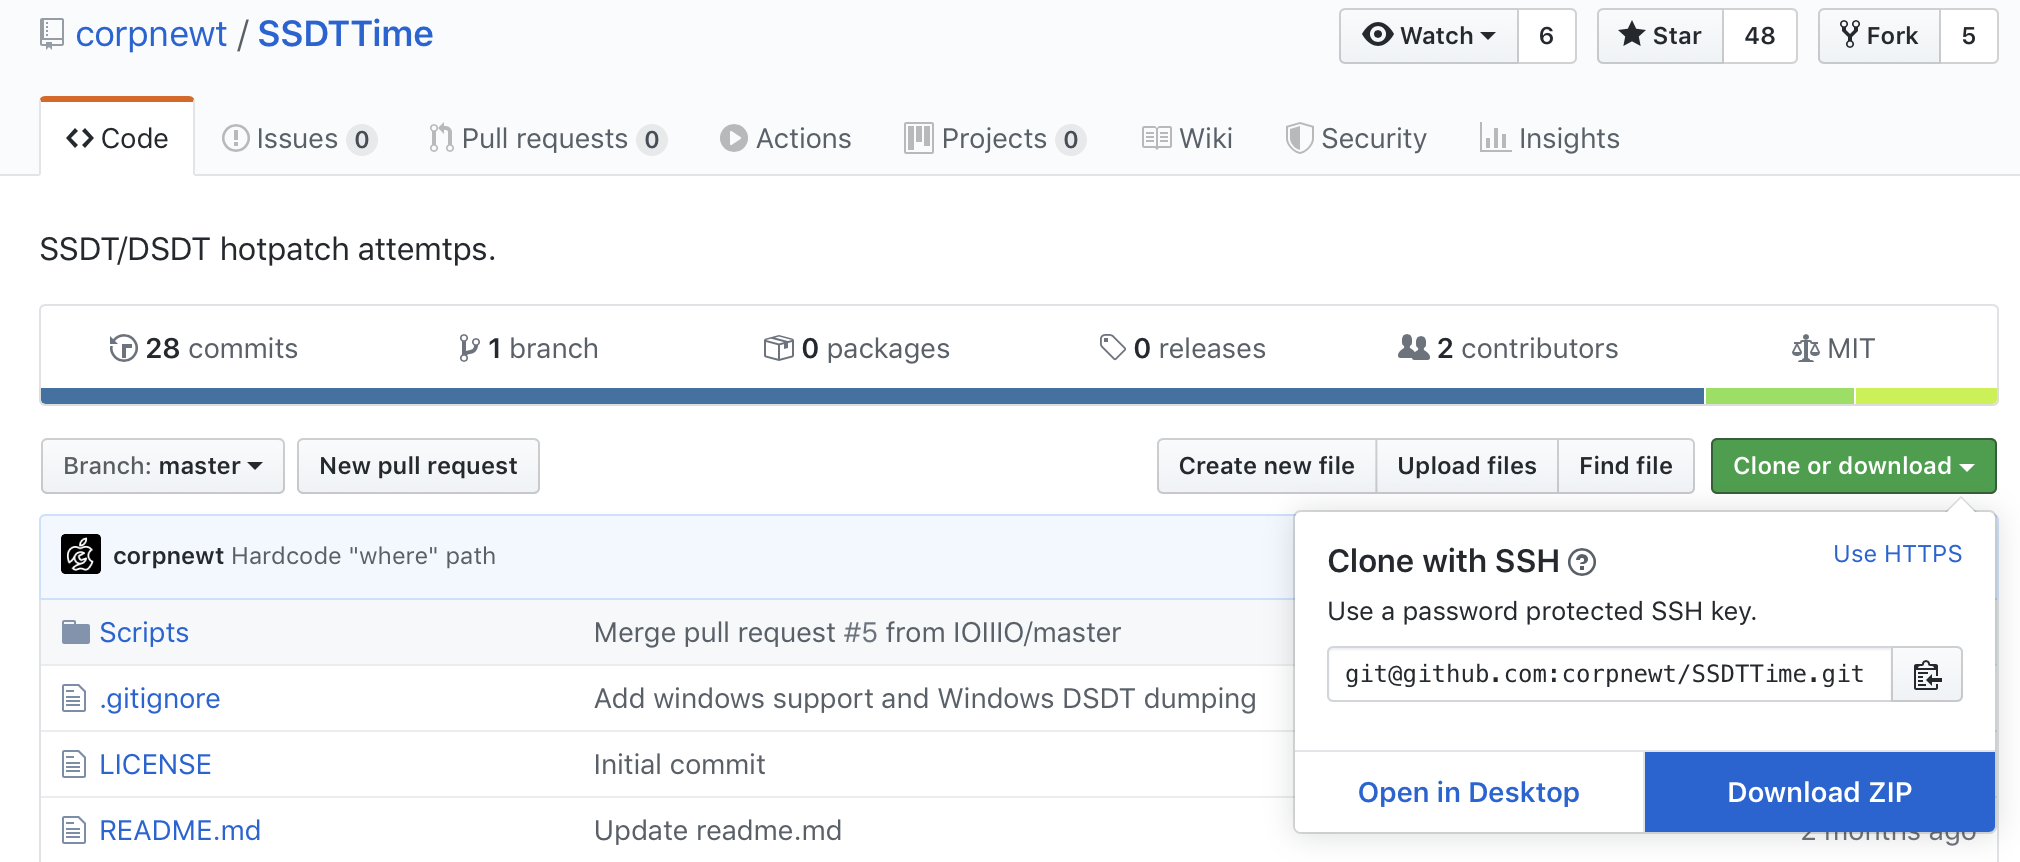 corpnewt / SSDTTime
Watch 6
Star 48
Fork 5
Code
Issues 0
Pull requests 0
Actions
Projects 0
Wiki
Security
Insights
SSDT/DSDT hotpatch attemtps.
28 commits
1 branch
0 packages
0 releases
2 contributors
MIT
Branch: master
New pull request
Create new file
Upload files
Find file
Clone or download
corpnewt Hardcode "where" path
Clone with SSH ?
Use HTTPS
Use a password protected SSH key.
git@github.com:corpnewt/SSDTTime.git
Open in Desktop
Download ZIP
Scripts Merge pull request #5 from IOIIIO/master
.gitignore Add windows support and Windows DSDT dumping
LICENSE Initial commit
README.md Update readme.md 2 months ago